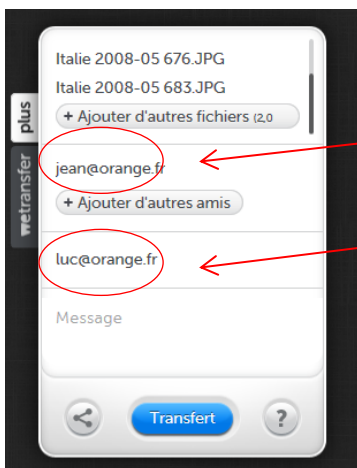 Italie 2008-05 676.JPG
Italie 2008-05 683.JPG
+ Ajouter d'autres fichiers (2,0
plus
jean@orange.fr
wetransfer
+ Ajouter d'autres amis
luc@orange.fr
Message
Transfert
?